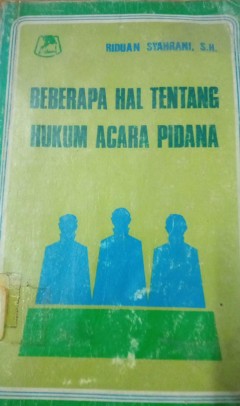 RIDUAN SYAHRANI, S.H.
BEBERAPA HAL TENTANG
HUKUM ACARA PIDANA